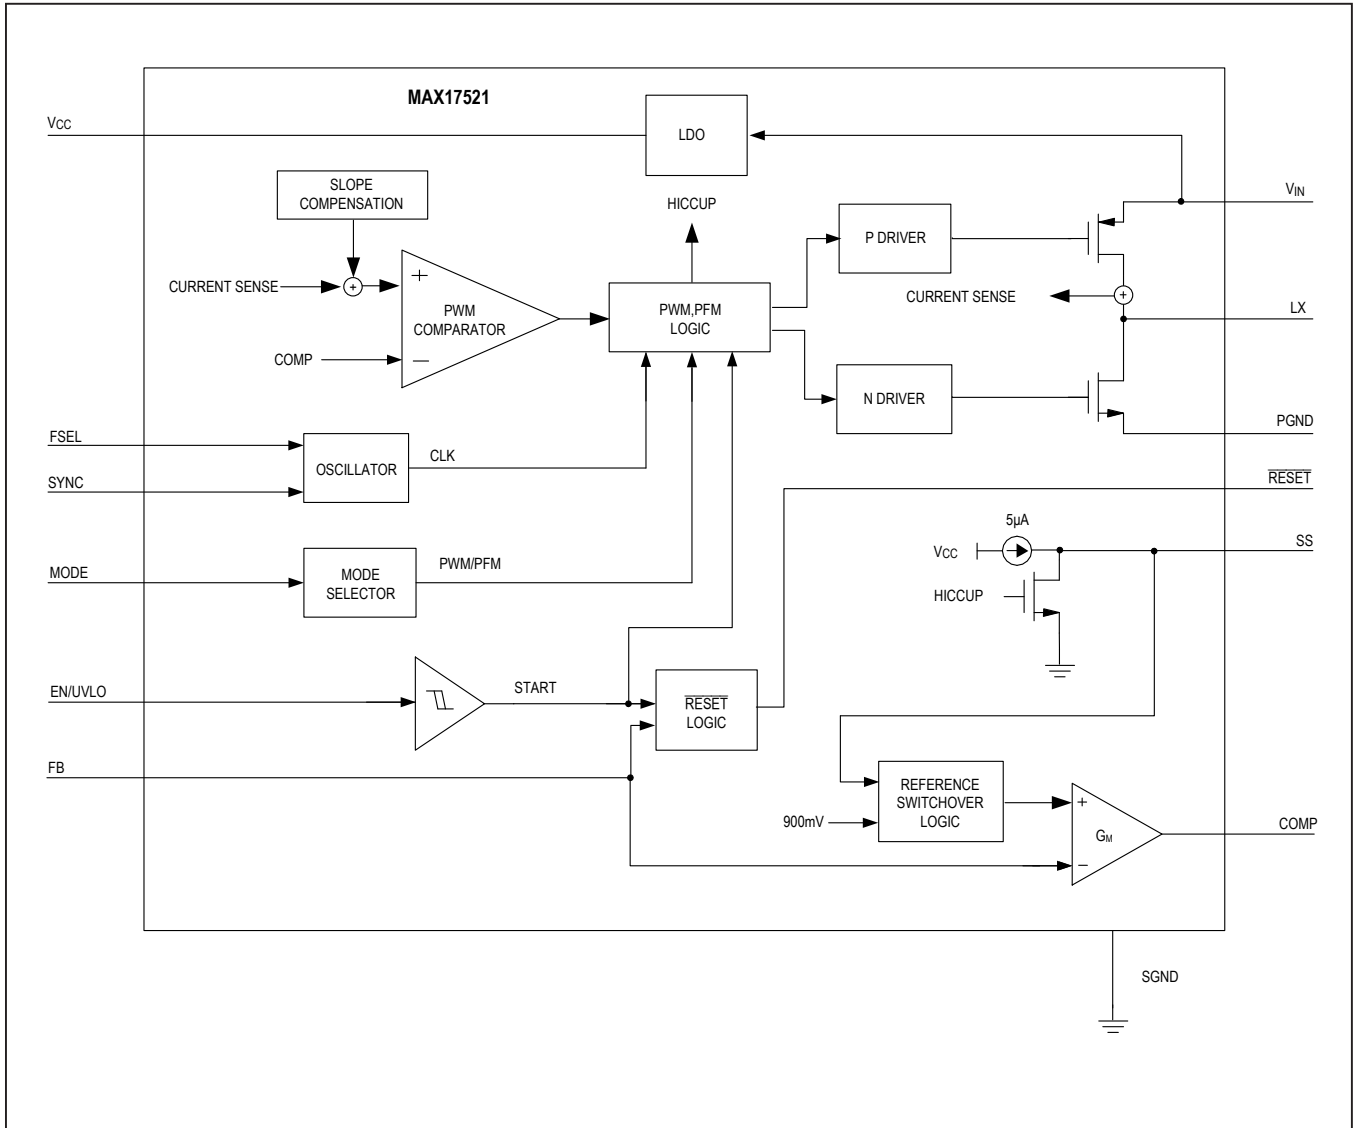 MAX17521
VCC
LDO
SLOPE
COMPENSATION
HICCUP
VIN
P DRIVER
CURRENT SENSE
+
+
PWM
COMPARATOR
PWM,PFM
LOGIC
CURRENT SENSE
+
LX
COMP
−
N DRIVER
PGND
FSEL
OSCILLATOR
CLK
SYNC
RESET
5µA
VCC
SS
MODE
MODE
SELECTOR
PWM/PFM
HICCUP
EN/UVLO
START
RESET
LOGIC
FB
REFERENCE
SWITCHOVER
LOGIC
900mV
+
GM
−
COMP
SGND